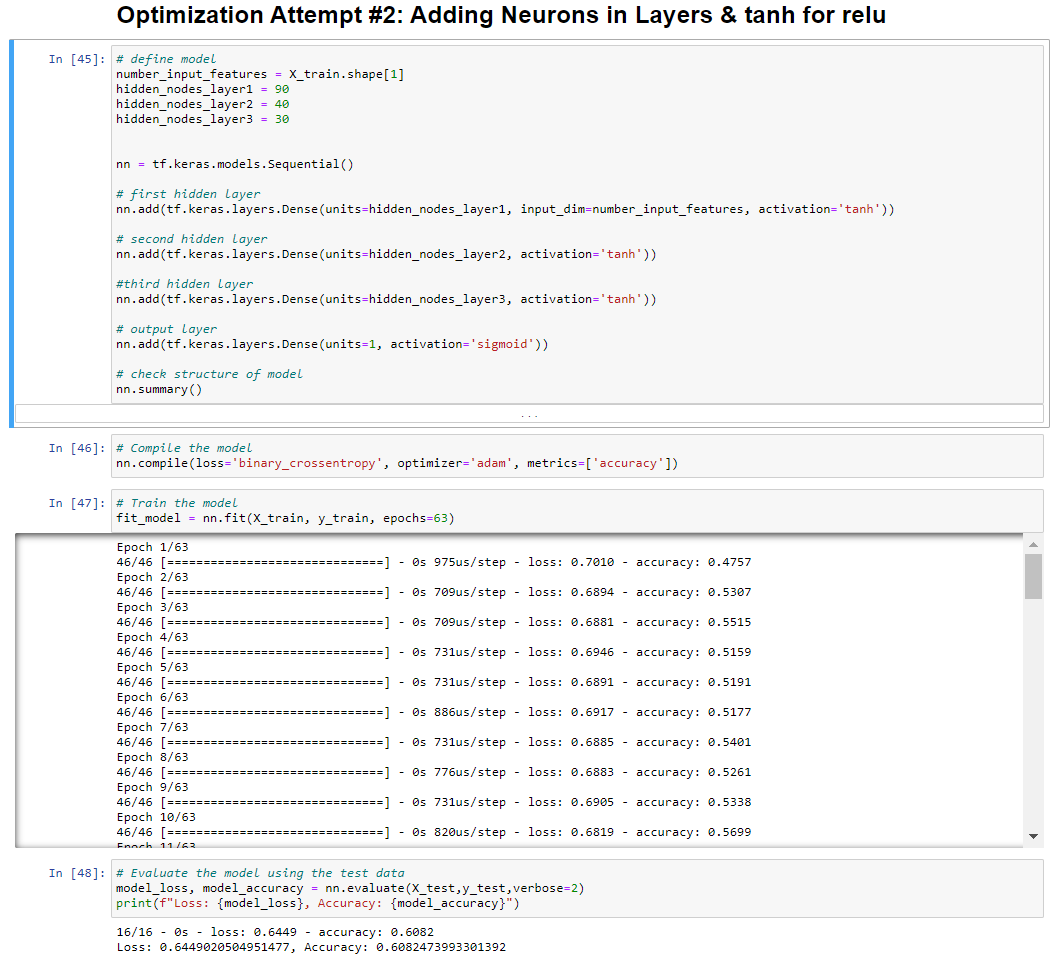 Optimization Attempt #2: Adding Neurons in Layers & tanh for relu
In [45]:
# define model
number_input_features = X_train.shape[1]
hidden_nodes_layer1 = 90
hidden_nodes_layer2 = 40
hidden_nodes_layer3 = 30
nn = tf.keras.models.Sequential()
# first hidden layer
nn.add(tf.keras.layers.Dense(units=hidden_nodes_layer1, input_dim=number_input_features, activation='tanh'))
# second hidden layer
nn.add(tf.keras.layers.Dense(units=hidden_nodes_layer2, activation='tanh'))
#third hidden layer
nn.add(tf.keras.layers.Dense(units=hidden_nodes_layer3, activation='tanh'))
# output layer
nn.add(tf.keras.layers.Dense(units=1, activation='sigmoid'))
# check structure of model
nn.summary()
...
In [46]:
# Compile the model
nn.compile(loss='binary_crossentropy', optimizer='adam', metrics=['accuracy'])
In [47]:
# Train the model
fit_model = nn.fit(X_train, y_train, epochs=63)
Epoch 1/63
46/46 [==============================] - 0s 975us/step - loss: 0.7010 - accuracy: 0.4757
Epoch 2/63
46/46 [==============================] - 0s 709us/step - loss: 0.6894 - accuracy: 0.5307
Epoch 3/63
46/46 [==============================] - 0s 709us/step - loss: 0.6881 - accuracy: 0.5515
Epoch 4/63
46/46 [==============================] - 0s 731us/step - loss: 0.6946 - accuracy: 0.5159
Epoch 5/63
46/46 [==============================] - 0s 731us/step - loss: 0.6891 - accuracy: 0.5191
Epoch 6/63
46/46 [==============================] - 0s 886us/step - loss: 0.6917 - accuracy: 0.5177
Epoch 7/63
46/46 [==============================] - 0s 731us/step - loss: 0.6885 - accuracy: 0.5401
Epoch 8/63
46/46 [==============================] - 0s 776us/step - loss: 0.6883 - accuracy: 0.5261
Epoch 9/63
46/46 [==============================] - 0s 731us/step - loss: 0.6905 - accuracy: 0.5338
Epoch 10/63
46/46 [==============================] - 0s 820us/step - loss: 0.6819 - accuracy: 0.5699
Epoch 11/63
In [48]:
# Evaluate the model using the test data
model_loss, model_accuracy = nn.evaluate(X_test,y_test,verbose=2)
print(f"Loss: {model_loss}, Accuracy: {model_accuracy}")
16/16 - 0s - loss: 0.6449 - accuracy: 0.6082
Loss: 0.6449020504951477, Accuracy: 0.6082473993301392